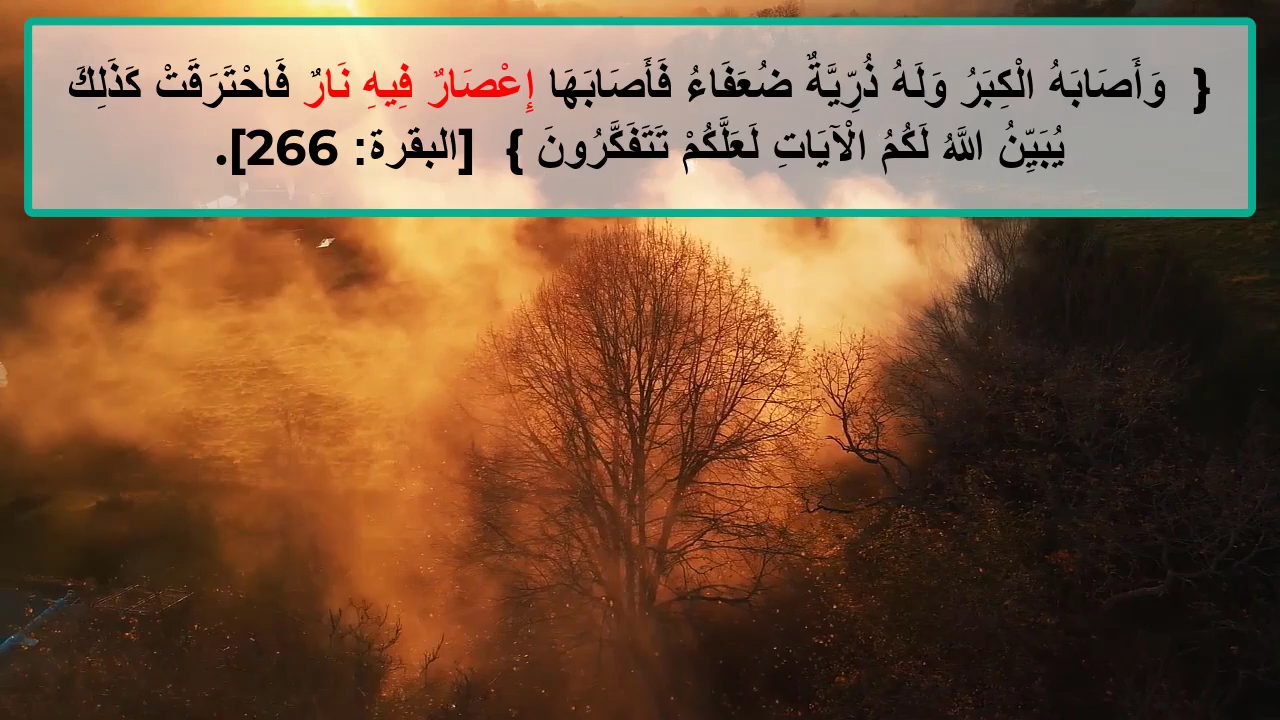 { وَأَصَابَهُ الْكِبَرُ وَلَهُ ذُرِّيَّةٌ ضُعَفَاءُ فَأَصَابَهَا إِعْصَارٌ فِيهِ نَارٌ فَاحْتَرَقَتْ كَذَلِكَ
يُبَيِّنُ اللَّهُ لَكُمُ الْآيَاتِ لَعَلَّكُمْ تَتَفَكَّرُونَ } [البقرة: 266].